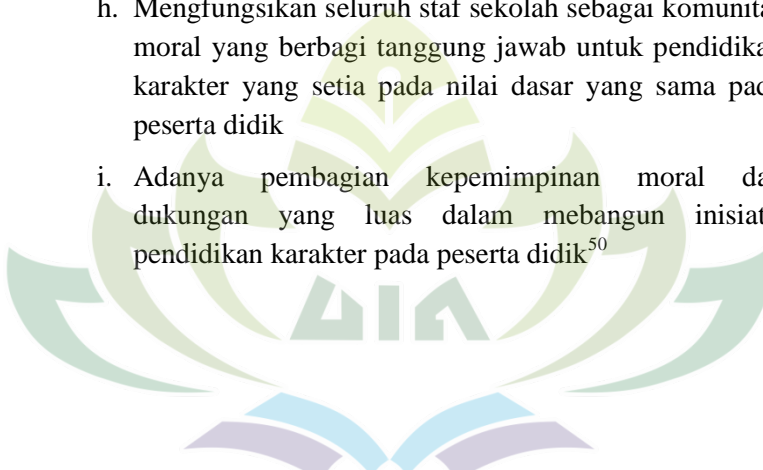 h. Mengfungsikan seluruh staf sekolah sebagai komunita
moral yang berbagi tanggung jawab untuk pendidika
karakter yang setia pada nilai dasar yang sama pad
peserta didik
i. Adanya pembagian kepemimpinan moral da
dukungan yang luas dalam mebangun inisiat
pendidikan karakter pada peserta didik50